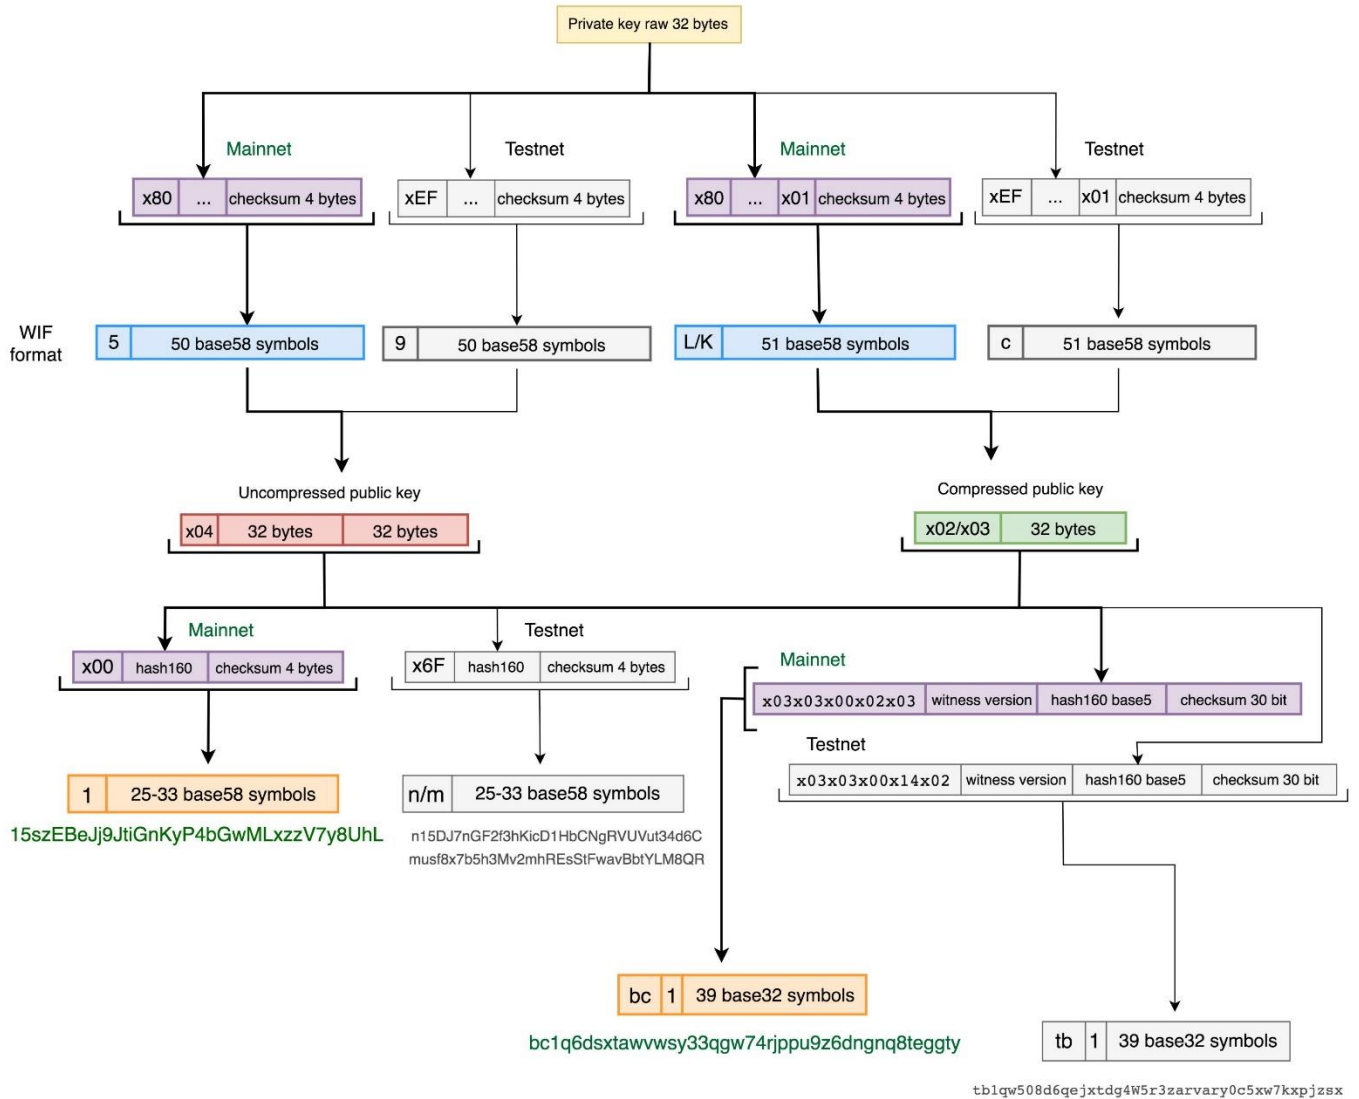 Private key raw 32 bytes
Mainnet Testnet Mainnet Testnet
x80 ... checksum 4 bytes xEF ... checksum 4 bytes x80 ... x01 checksum 4 bytes xEF ... x01 checksum 4 bytes
WIF
format
5 50 base58 symbols 9 50 base58 symbols L/K 51 base58 symbols c 51 base58 symbols
Uncompressed public key Compressed public key
x04 32 bytes 32 bytes x02/x03 32 bytes
Mainnet Testnet
x00 hash160 checksum 4 bytes x6F hash160 checksum 4 bytes
Mainnet
x03x03x00x02x03 witness version hash160 base5 checksum 30 bit
Testnet
x03x03x00x14x02 witness version hash160 base5 checksum 30 bit
1 25-33 base58 symbols n/m 25-33 base58 symbols
15szEBeJj9JtiGnKyP4bGwMLxzzV7y8UhL
n15DJ7nGF2f3hKicD1HbCNgRVUVut34d6C
musf8x7b5h3Mv2mhREsStFwavBbtYLM8QR
bc 1 39 base32 symbols
bc1q6dsxtawvwsy33qgw74rjppu9z6dngnq8teggty
tb 1 39 base32 symbols
tb1qw508d6qejxtdg4W5r3zarvary0c5xw7kxpjzsx